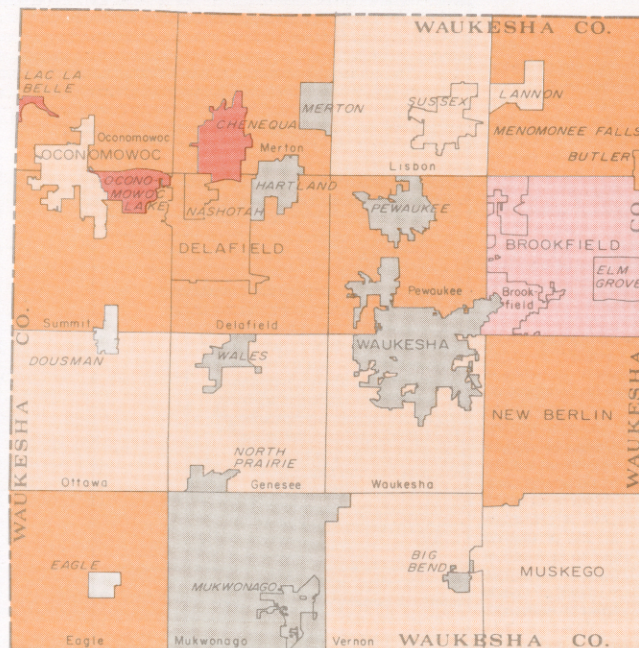 WAUKESHA CO.
LAC LA
BELLE
MERTON
SUSSEX
LANNON
CHENEQUA
Oconomowoc
OCONOMOWOC
Merton
MENOMONEE FALLS
BUTLER
Lisbon
OCONO-
MOWOC
LAKE
HARTLAND
NASHOTAH
PEWAUKEE
DELAFIELD
BROOKFIELD
CO.
ELM
GROVE
Pewaukee
Brook-
field
Summit
Delafield
CO.
DOUSMAN
WALES
WAUKESHA
WAUKESHA
NEW BERLIN
WAUKESHA
NORTH
PRAIRIE
Ottawa
Genesee
Waukesha
EAGLE
BIG
BEND
MUSKEGO
MUKWONAGO
Eagle
Mukwonago
Vernon
WAUKESHA CO.